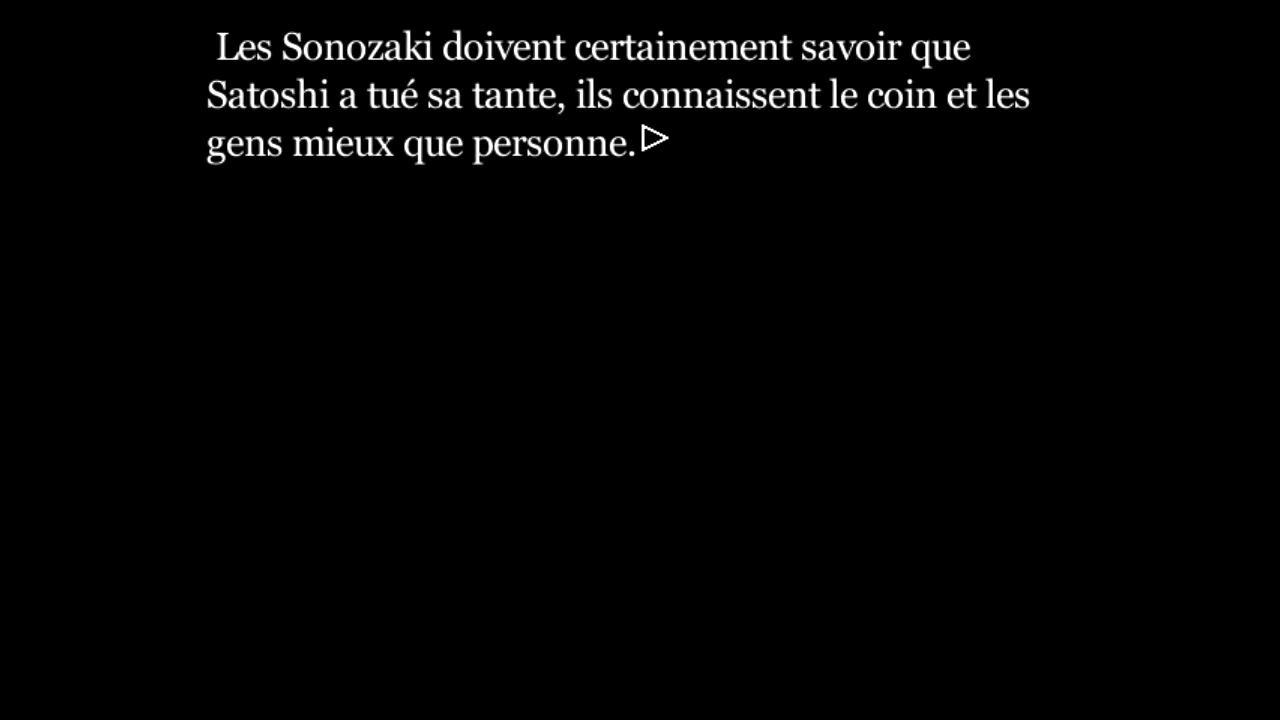 Les Sonozaki doivent certainement savoir que
Satoshi a tué sa tante, ils connaissent le coin et les
gens mieux que personne.